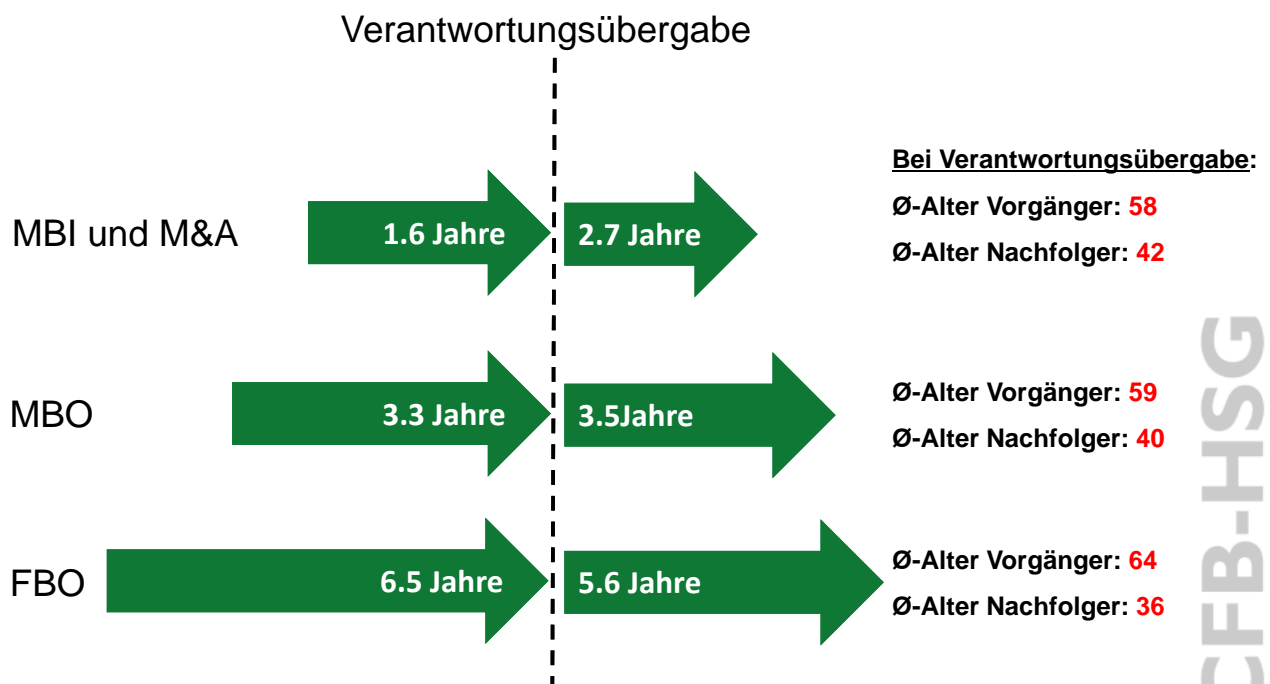 Verantwortungsübergabe
Bei Verantwortungsübergabe:
MBI und M&A
1.6 Jahre
2.7 Jahre
Ø-Alter Vorgänger: 58
Ø-Alter Nachfolger: 42
MBO
3.3 Jahre
3.5Jahre
Ø-Alter Vorgänger: 59
Ø-Alter Nachfolger: 40
FBO
6.5 Jahre
5.6 Jahre
Ø-Alter Vorgänger: 64
Ø-Alter Nachfolger: 36
CFB-HSG